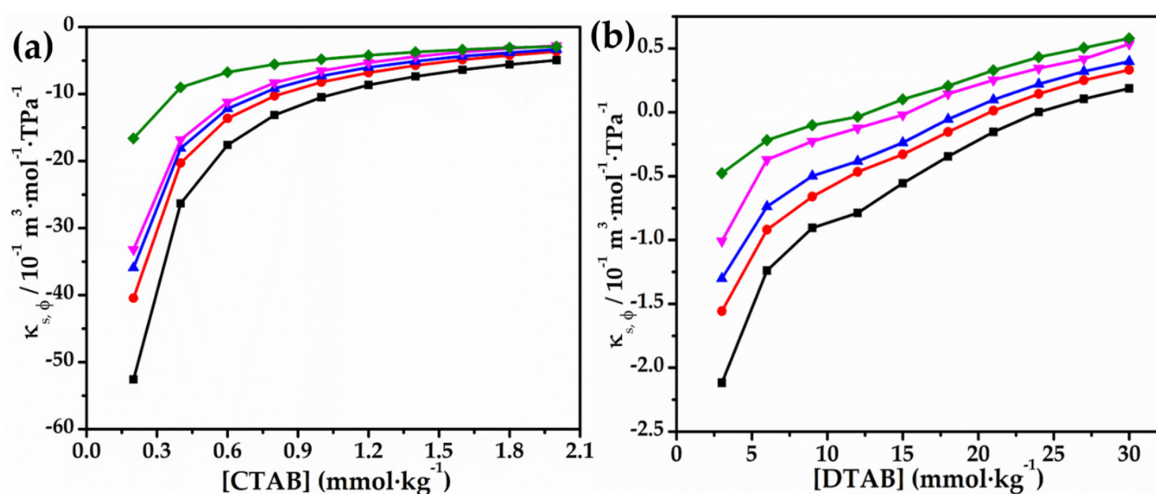 (a)
κs, ϕ / 10⁻¹ m³·mol⁻¹·TPa⁻¹
0
-10
-20
-30
-40
-50
-60
0.0 0.3 0.6 0.9 1.2 1.5 1.8 2.1
[CTAB] (mmol·kg⁻¹)
(b)
κs, ϕ / 10⁻¹ m³·mol⁻¹·TPa⁻¹
0.5
0.0
-0.5
-1.0
-1.5
-2.0
-2.5
0 5 10 15 20 25 30
[DTAB] (mmol·kg⁻¹)